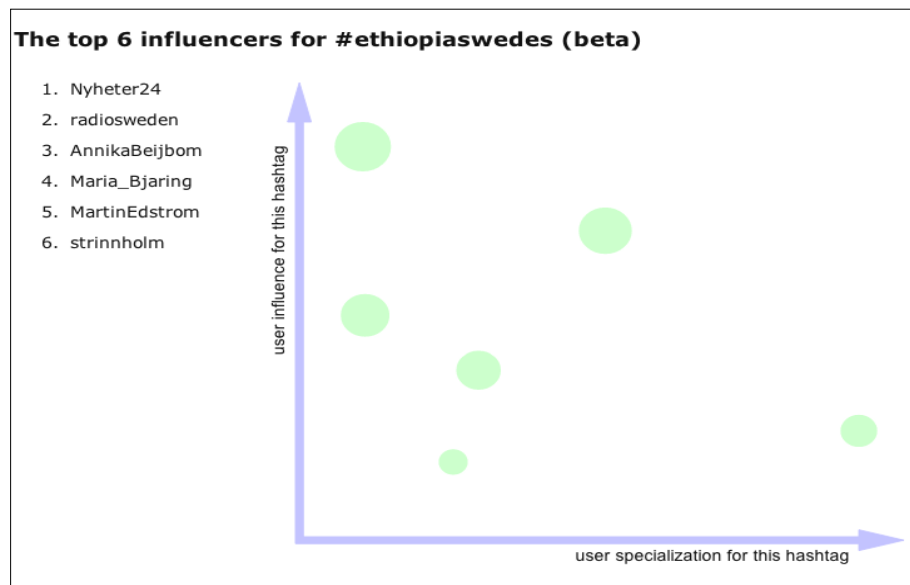 The top 6 influencers for #ethiopiaswedes (beta)
1. Nyheter24
2. radiosweden
3. AnnikaBeijbom
4. Maria_Bjaring
5. MartinEdstrom
6. strinnholm
user influence for this hashtag
user specialization for this hashtag